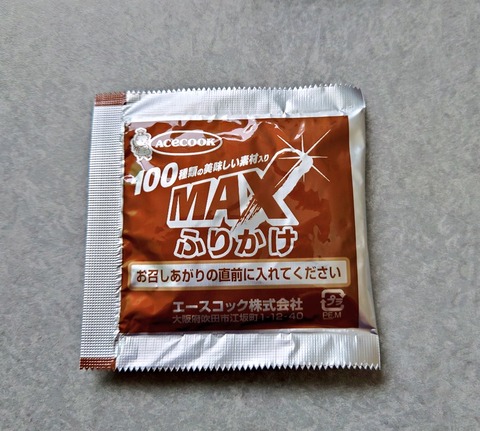 ACECOOK
100種類の美味しい素材入り
MAX
ふりかけ
お召しあがりの直前に入れてください
エースコック株式会社
大阪府吹田市江坂町1-12-40
プラ
PE,M